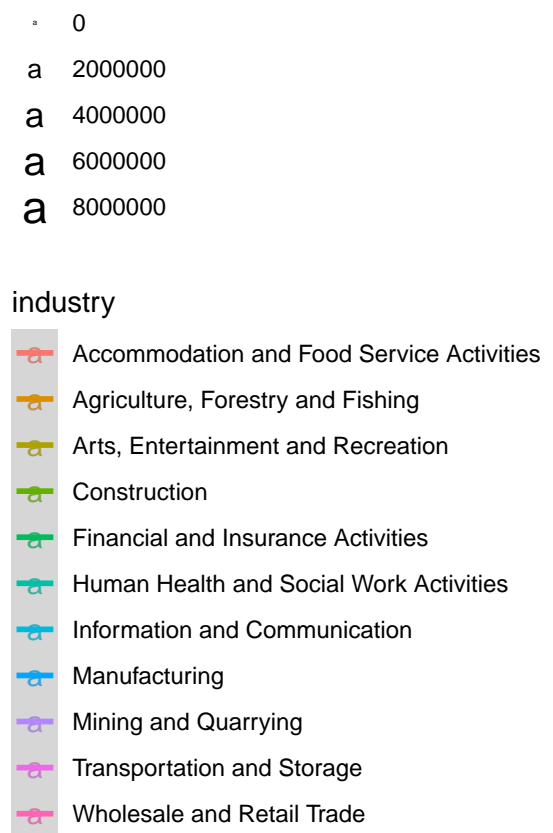 a 0
a 2000000
a 4000000
a 6000000
a 8000000
industry
a Accommodation and Food Service Activities
a Agriculture, Forestry and Fishing
a Arts, Entertainment and Recreation
a Construction
a Financial and Insurance Activities
a Human Health and Social Work Activities
a Information and Communication
a Manufacturing
a Mining and Quarrying
a Transportation and Storage
a Wholesale and Retail Trade